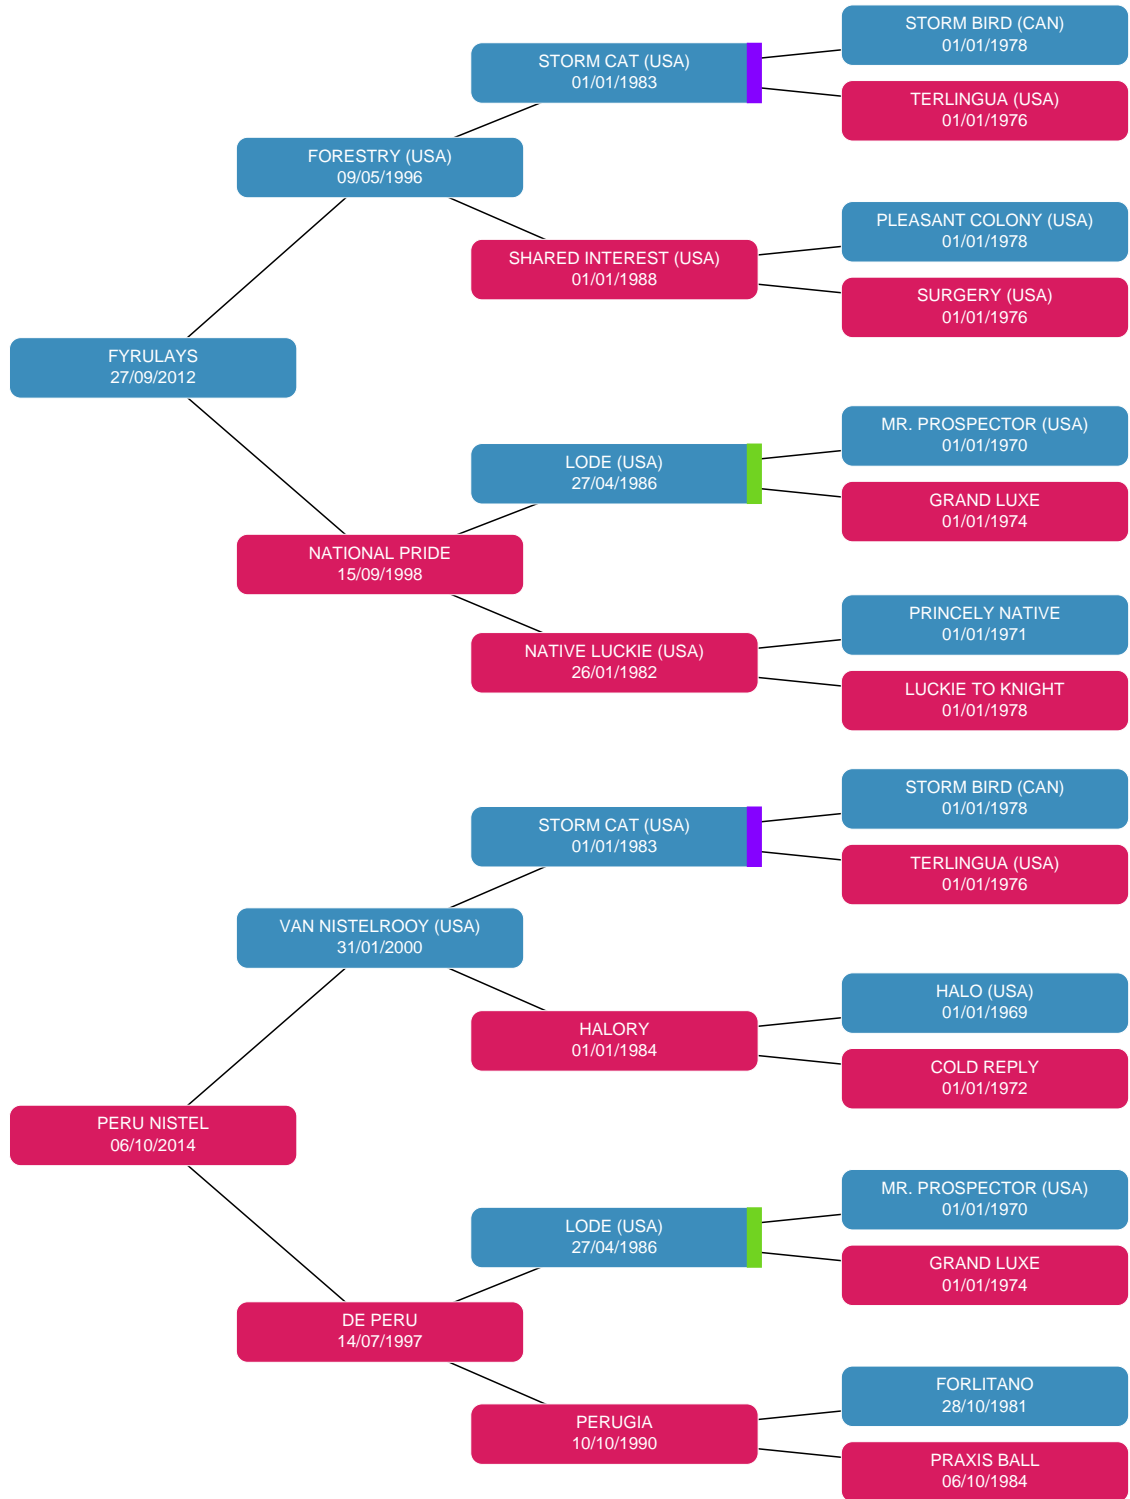 STORM BIRD (CAN)
01/01/1978
STORM CAT (USA)
01/01/1983
TERLINGUA (USA)
01/01/1976
FORESTRY (USA)
09/05/1996
PLEASANT COLONY (USA)
01/01/1978
SHARED INTEREST (USA)
01/01/1988
SURGERY (USA)
01/01/1976
FYRULAYS
27/09/2012
MR. PROSPECTOR (USA)
01/01/1970
LODE (USA)
27/04/1986
GRAND LUXE
01/01/1974
NATIONAL PRIDE
15/09/1998
PRINCELY NATIVE
01/01/1971
NATIVE LUCKIE (USA)
26/01/1982
LUCKIE TO KNIGHT
01/01/1978
STORM BIRD (CAN)
01/01/1978
STORM CAT (USA)
01/01/1983
TERLINGUA (USA)
01/01/1976
VAN NISTELROOY (USA)
31/01/2000
HALO (USA)
01/01/1969
HALORY
01/01/1984
COLD REPLY
01/01/1972
PERU NISTEL
06/10/2014
MR. PROSPECTOR (USA)
01/01/1970
LODE (USA)
27/04/1986
GRAND LUXE
01/01/1974
DE PERU
14/07/1997
FORLITANO
28/10/1981
PERUGIA
10/10/1990
PRAXIS BALL
06/10/1984